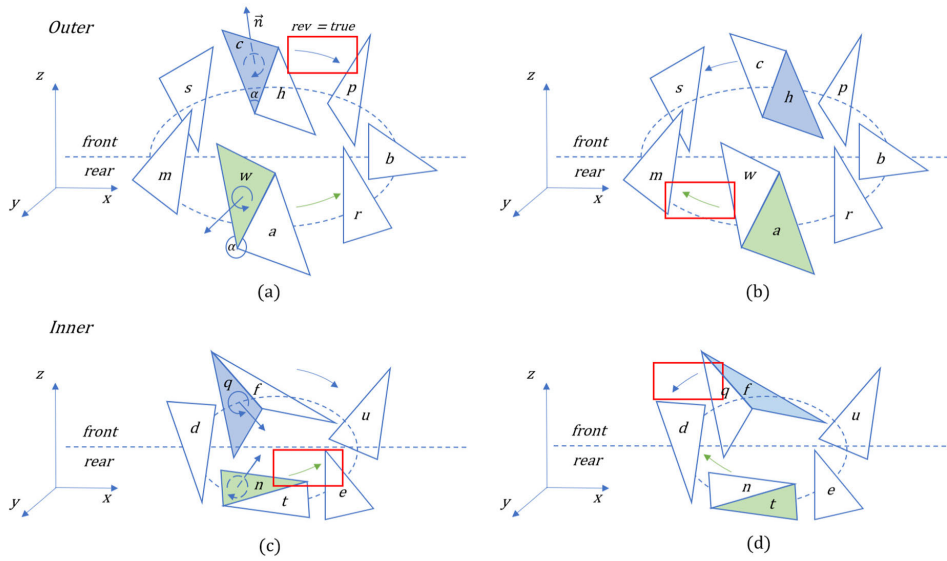 Outer
n⃗
rev = true
z
c
s
α
h
p
front
rear
m
w
b
y
x
α
a
r
(a)
z
c
s
h
p
front
rear
m
w
b
y
x
a
r
(b)
Inner
z
q
f
u
d
front
rear
n
t
e
y
x
(c)
z
q
f
u
d
front
rear
n
t
e
y
x
(d)